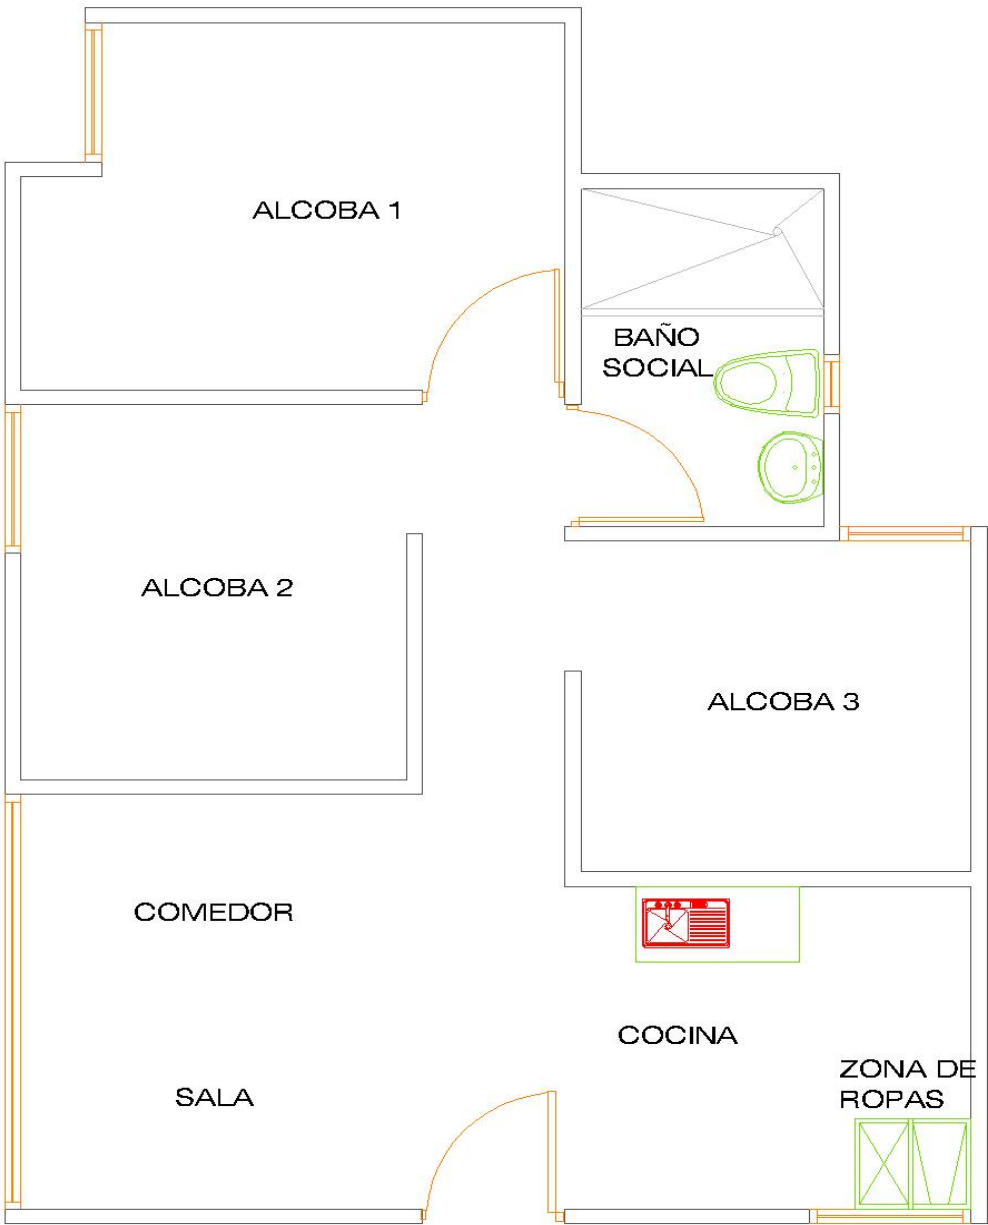 ALCOBA 1
BAÑO
SOCIAL
ALCOBA 2
ALCOBA 3
COMEDOR
COCINA
ZONA DE
ROPAS
SALA